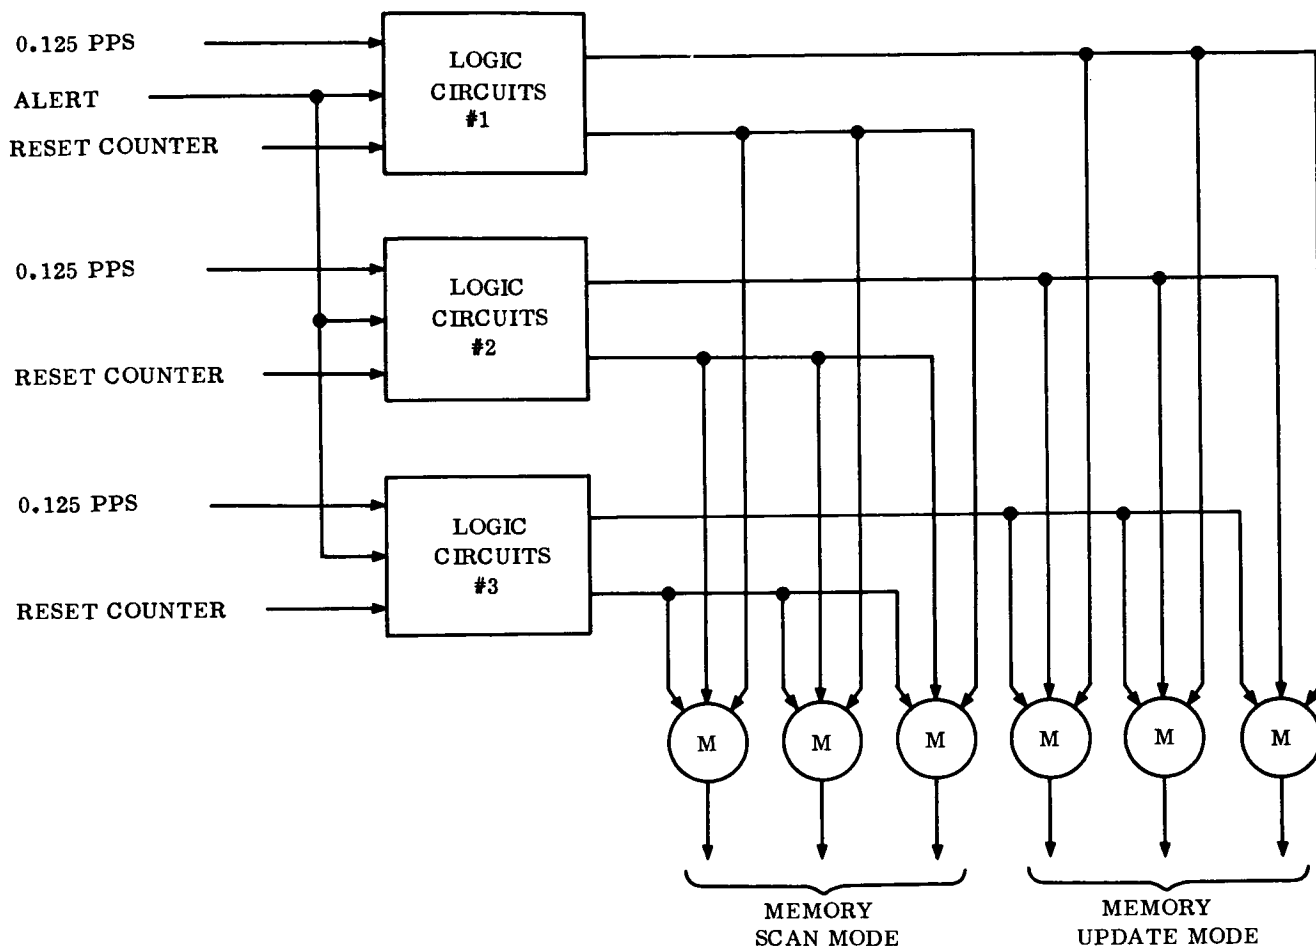 0.125 PPS
ALERT
RESET COUNTER
LOGIC
CIRCUITS
#1
0.125 PPS
RESET COUNTER
LOGIC
CIRCUITS
#2
0.125 PPS
RESET COUNTER
LOGIC
CIRCUITS
#3
M
M
M
M
M
M
MEMORY
SCAN MODE
MEMORY
UPDATE MODE